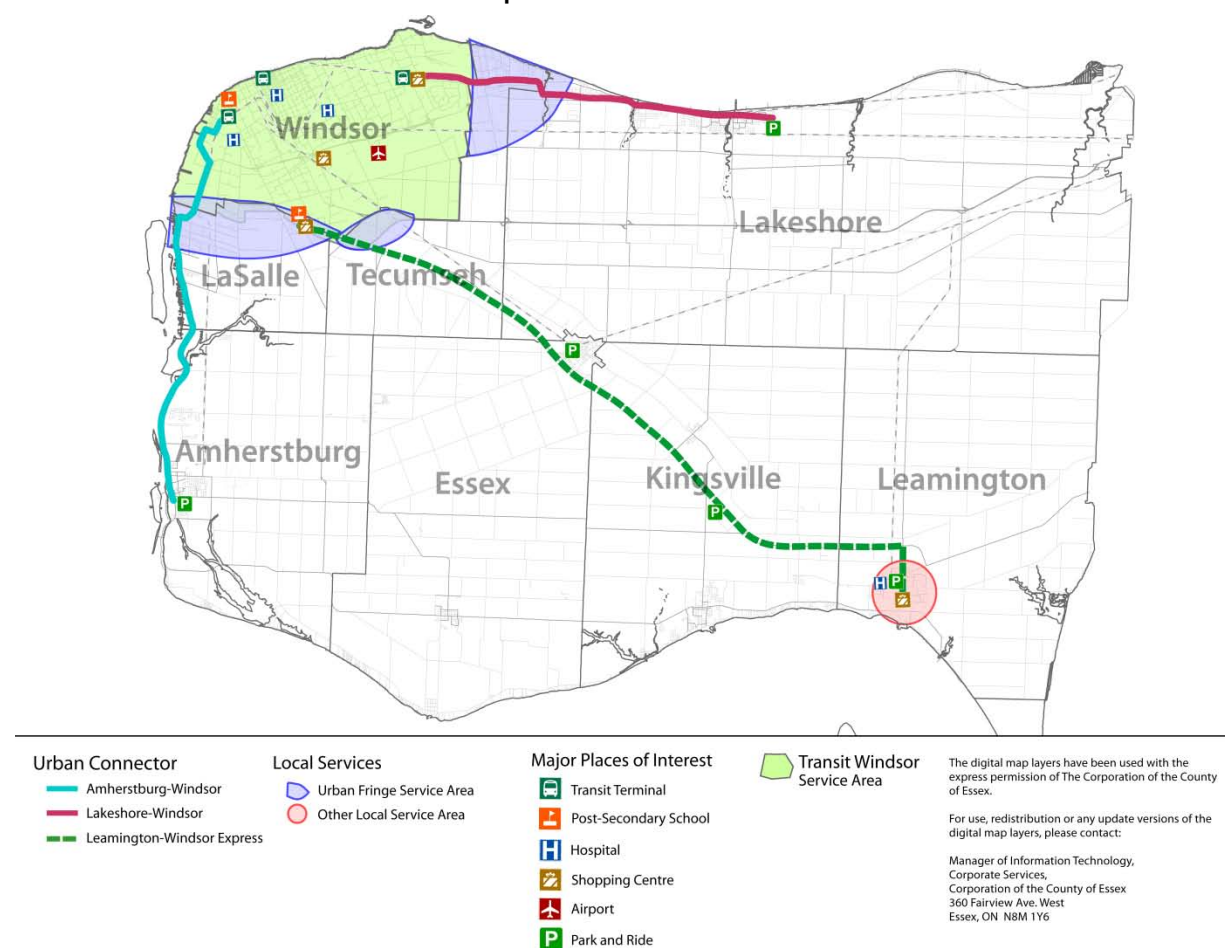 Windsor
Lakeshore
LaSalle
Tecumseh
Amherstburg
Essex
Kingsville
Leamington
Urban Connector
Amherstburg-Windsor
Lakeshore-Windsor
Leamington-Windsor Express
Local Services
Urban Fringe Service Area
Other Local Service Area
Major Places of Interest
Transit Terminal
Post-Secondary School
H Hospital
Shopping Centre
Airport
P Park and Ride
Transit Windsor
Service Area
The digital map layers have been used with the
express permission of The Corporation of the County
of Essex.
For use, redistribution or any update versions of the
digital map layers, please contact:
Manager of Information Technology,
Corporate Services,
Corporation of the County of Essex
360 Fairview Ave. West
Essex, ON N8M 1Y6